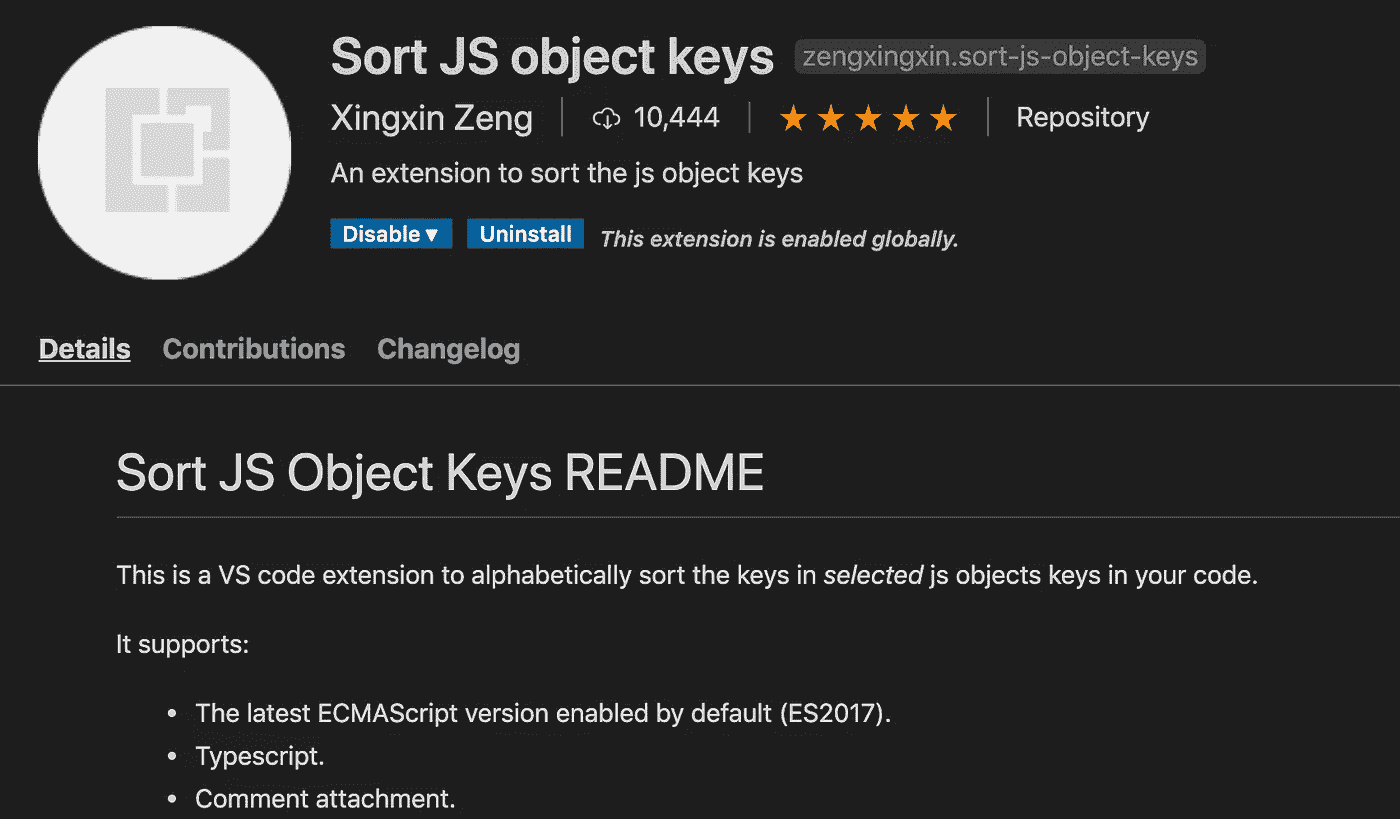 Sort JS object keys zengxingxin.sort-js-object-keys
Xingxin Zeng 10,444 ★★★★★ Repository
An extension to sort the js object keys
Disable ▾ Uninstall This extension is enabled globally.
Details Contributions Changelog
Sort JS Object Keys README
This is a VS code extension to alphabetically sort the keys in selected js objects keys in your code.
It supports:
• The latest ECMAScript version enabled by default (ES2017).
• Typescript.
• Comment attachment.